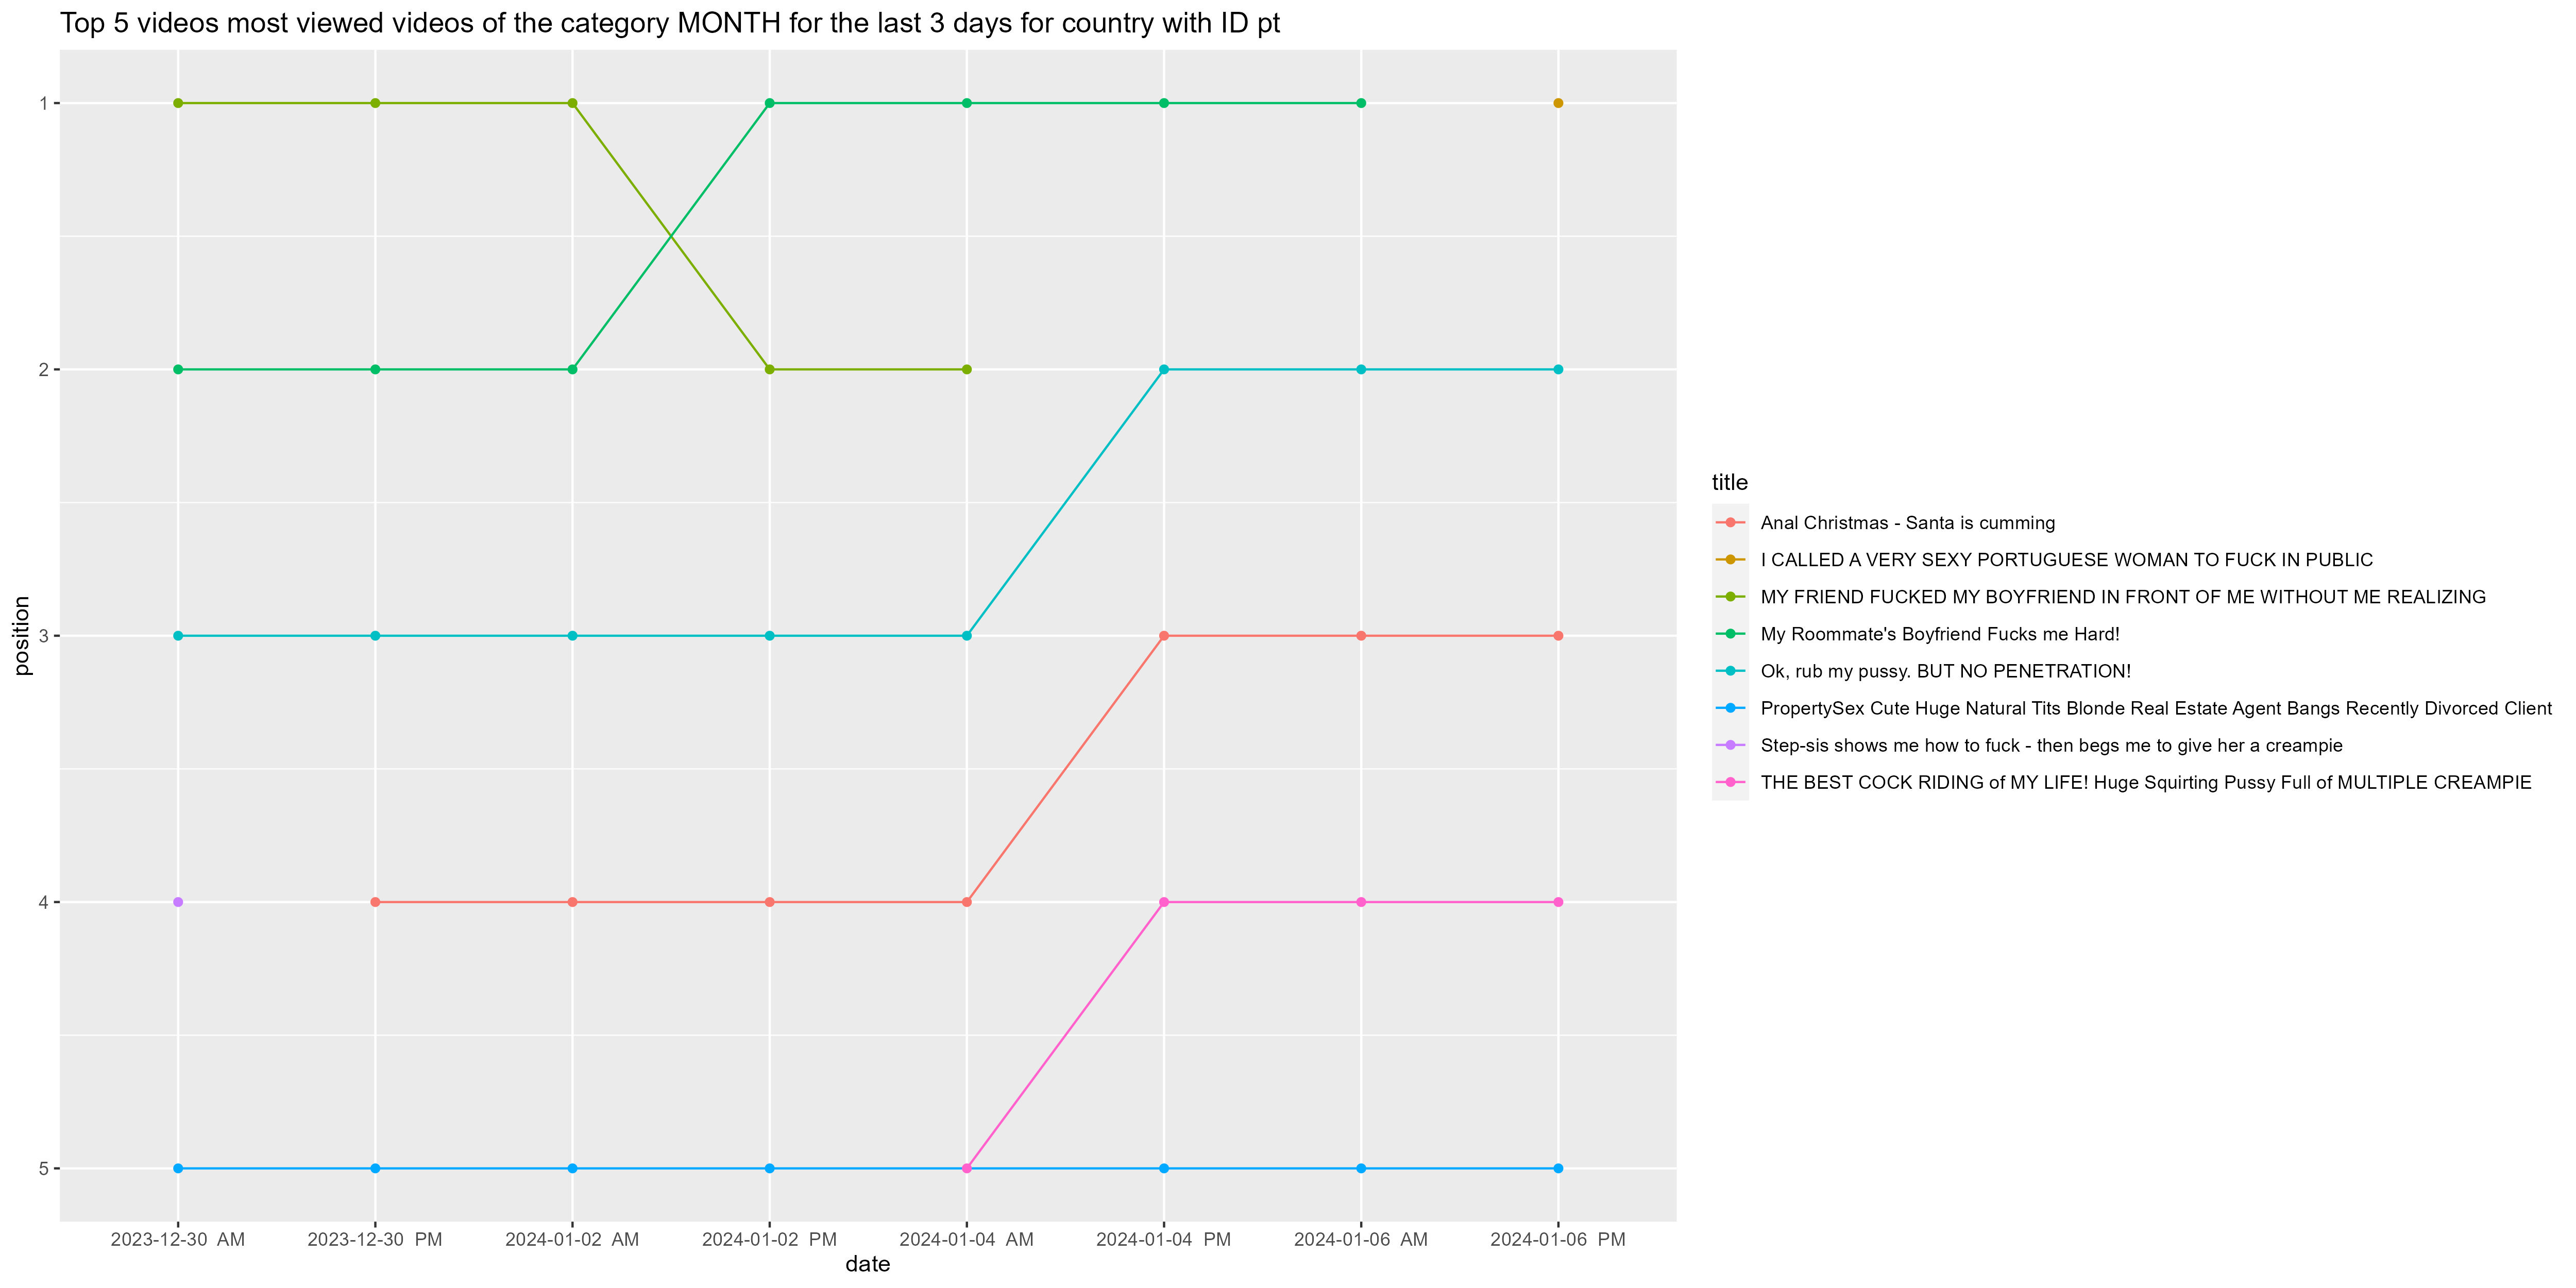 Top 5 videos most viewed videos of the category MONTH for the last 3 days for country with ID pt
position
1
2
3
4
5
2023-12-30 AM
2023-12-30 PM
2024-01-02 AM
2024-01-02 PM
2024-01-04 AM
2024-01-04 PM
2024-01-06 AM
2024-01-06 PM
date
title
Anal Christmas - Santa is cumming
I CALLED A VERY SEXY PORTUGUESE WOMAN TO FUCK IN PUBLIC
MY FRIEND FUCKED MY BOYFRIEND IN FRONT OF ME WITHOUT ME REALIZING
My Roommate's Boyfriend Fucks me Hard!
Ok, rub my pussy. BUT NO PENETRATION!
PropertySex Cute Huge Natural Tits Blonde Real Estate Agent Bangs Recently Divorced Client
Step-sis shows me how to fuck - then begs me to give her a creampie
THE BEST COCK RIDING of MY LIFE! Huge Squirting Pussy Full of MULTIPLE CREAMPIE